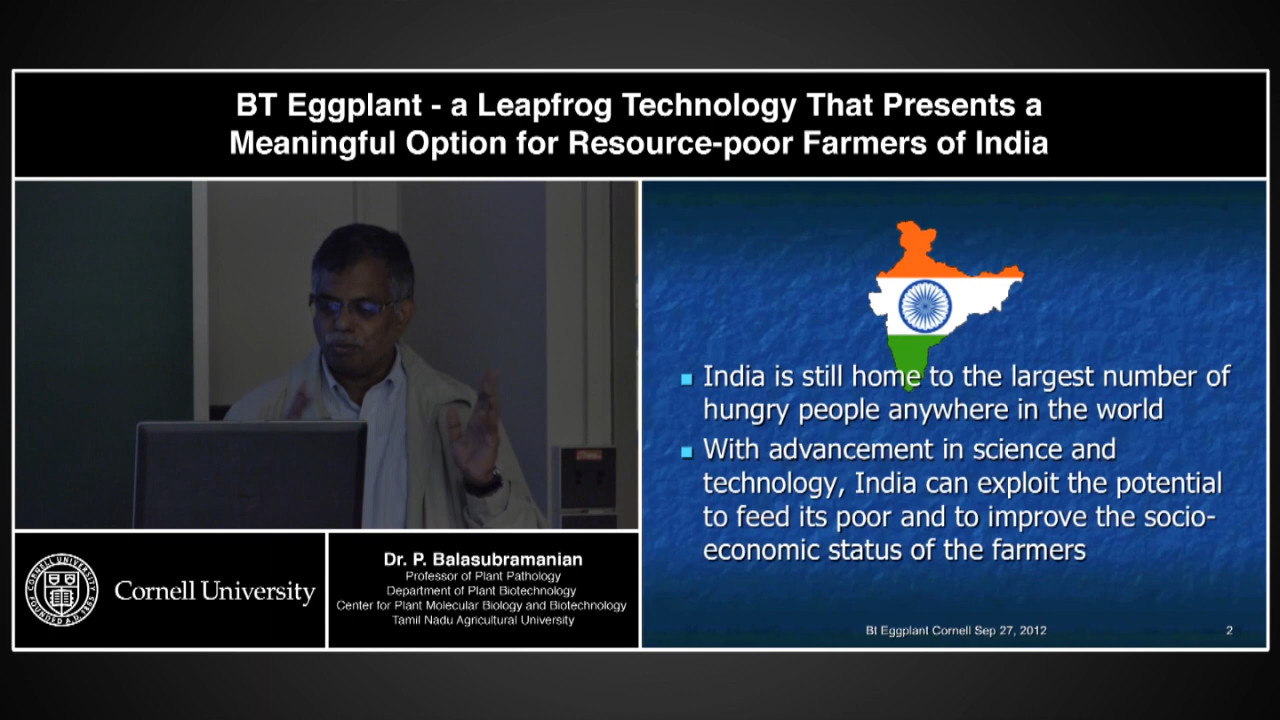 BT Eggplant - a Leapfrog Technology That Presents a
Meaningful Option for Resource-poor Farmers of India
India is still home to the largest number of
hungry people anywhere in the world
With advancement in science and
technology, India can exploit the potential
to feed its poor and to improve the socio-
economic status of the farmers
Bt Eggplant Cornell Sep 27, 2012
2
CORNELL UNIVERSITY
FOUNDED A.D. 1865
Cornell University
Dr. P. Balasubramanian
Professor of Plant Pathology
Department of Plant Biotechnology
Center for Plant Molecular Biology and Biotechnology
Tamil Nadu Agricultural University